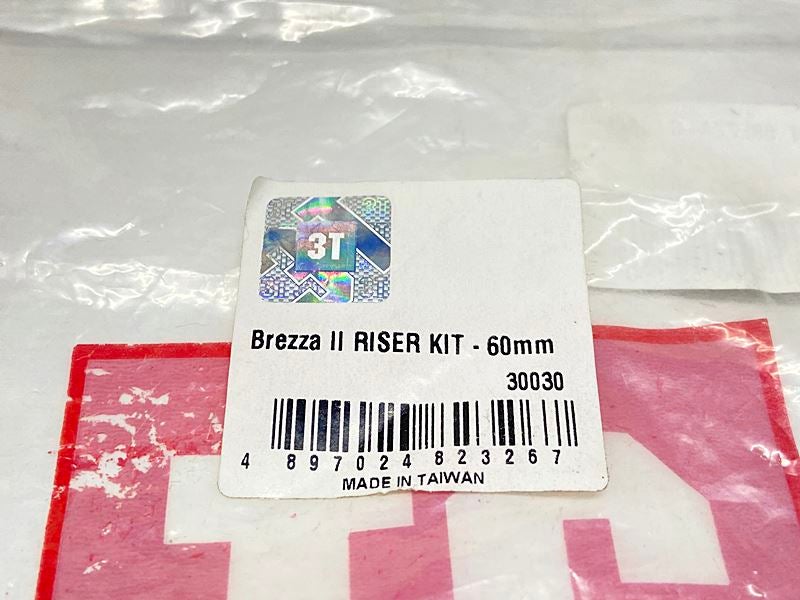 3T
Brezza II RISER KIT - 60mm
30030
4 897024 823267
MADE IN TAIWAN